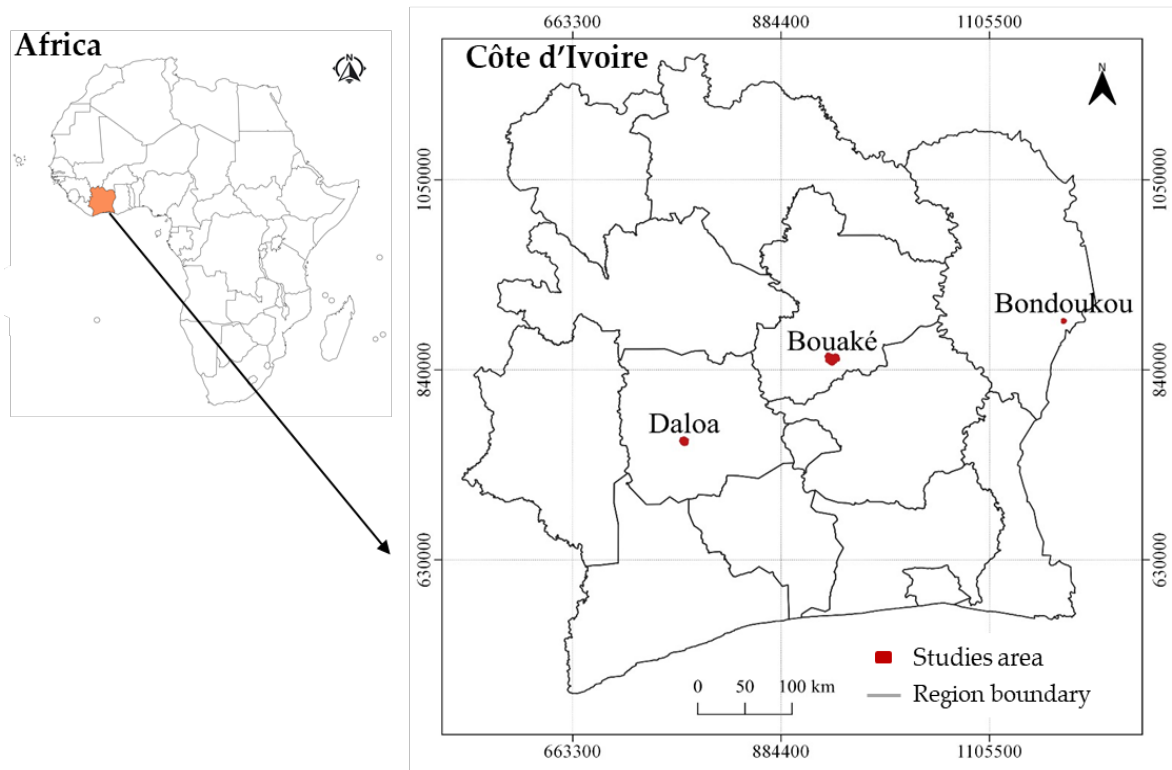 Africa
N
663300 884400 1105500
Côte d'Ivoire
N
1050000 1050000
Bondoukou
Bouaké
840000 840000
Daloa
630000 630000
Studies area
0 50 100 km
Region boundary
663300 884400 1105500